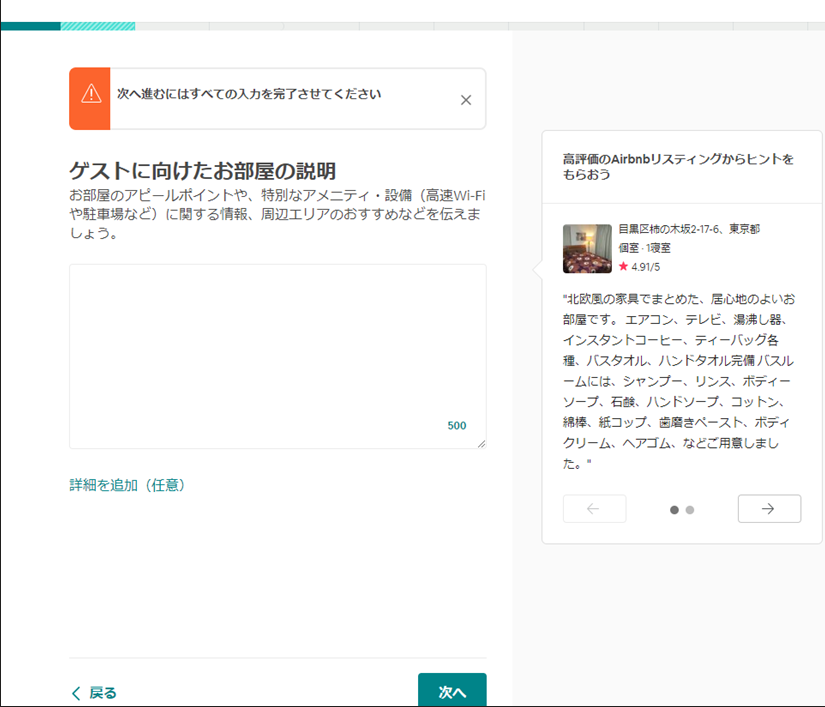 次へ進むにはすべての入力を完了させてください
ゲストに向けたお部屋の説明
お部屋のアピールポイントや、特別なアメニティ・設備（高速Wi-Fi
や駐車場など）に関する情報、周辺エリアのおすすめなどを伝えま
しょう。
500
詳細を追加（任意）
戻る
次へ
高評価のAirbnbリスティングからヒントを
もらおう
目黒区柿の木坂2-17-6、東京都
個室 · 1寝室
★ 4.91/5
"北欧風の家具でまとめた、居心地のよいお
部屋です。 エアコン、テレビ、湯沸し器、
インスタントコーヒー、ティーバッグ各
種、バスタオル、ハンドタオル完備 バスル
ームには、シャンプー、リンス、ボディー
ソープ、石鹸、ハンドソープ、コットン、
綿棒、紙コップ、歯磨きペースト、ボディ
クリーム、ヘアゴム、などご用意しまし
た。"